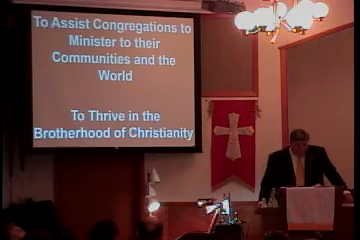 To Assist Congregations to
Minister to their
Communities and the
World
To Thrive in the
Brotherhood of Christianity